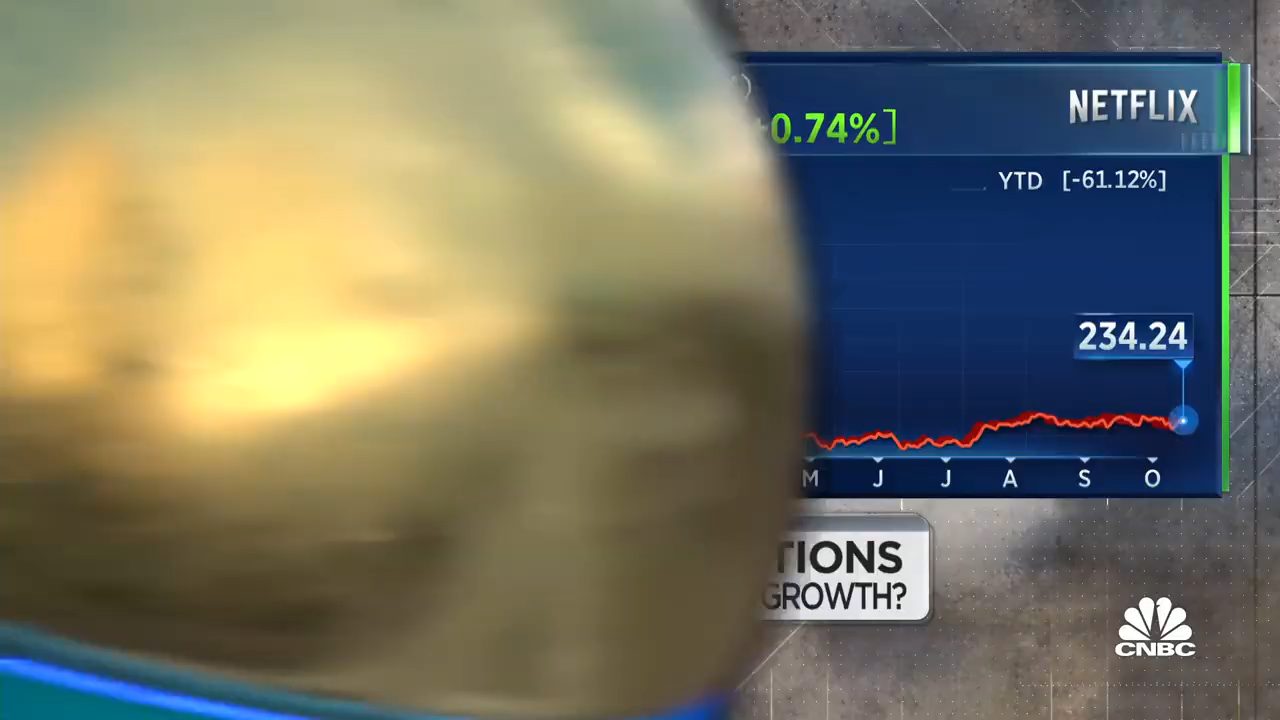 NETFLIX
0.74%]
YTD [-61.12%]
234.24
M J J A S O
TIONS
GROWTH?
CNBC